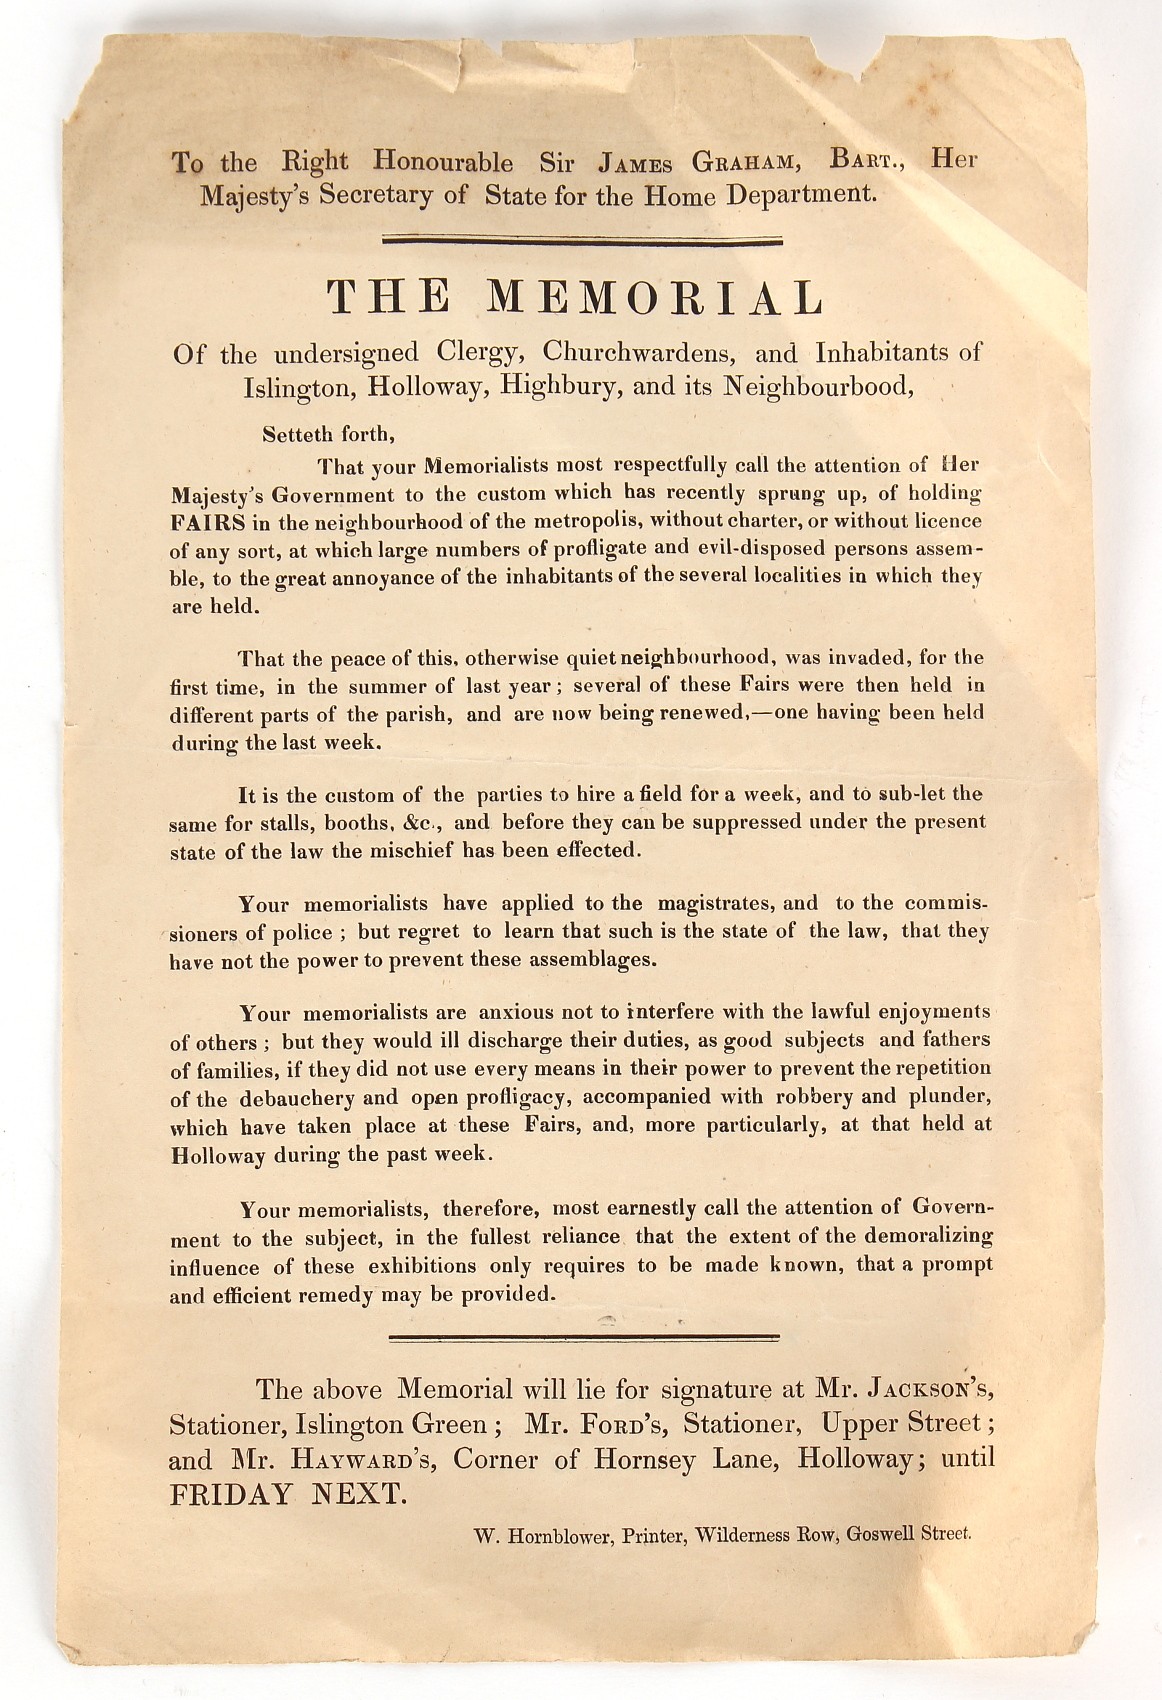 To the Right Honourable Sir JAMES GRAHAM, BART., Her
Majesty's Secretary of State for the Home Department.
THE MEMORIAL
Of the undersigned Clergy, Churchwardens, and Inhabitants of
Islington, Holloway, Highbury, and its Neighbourbood,
Setteth forth,
That your Memorialists most respectfully call the attention of Her
Majesty's Government to the custom which has recently sprung up, of holding
FAIRS in the neighbourhood of the metropolis, without charter, or without licence
of any sort, at which large numbers of profligate and evil-disposed persons assem-
ble, to the great annoyance of the inhabitants of the several localities in which they
are held.
That the peace of this, otherwise quiet neighbourhood, was invaded, for the
first time, in the summer of last year; several of these Fairs were then held in
different parts of the parish, and are now being renewed,—one having been held
during the last week.
It is the custom of the parties to hire a field for a week, and to sub-let the
same for stalls, booths, &c., and before they can be suppressed under the present
state of the law the mischief has been effected.
Your memorialists have applied to the magistrates, and to the commis-
sioners of police; but regret to learn that such is the state of the law, that they
have not the power to prevent these assemblages.
Your memorialists are anxious not to interfere with the lawful enjoyments
of others; but they would ill discharge their duties, as good subjects and fathers
of families, if they did not use every means in their power to prevent the repetition
of the debauchery and open profligacy, accompanied with robbery and plunder,
which have taken place at these Fairs, and, more particularly, at that held at
Holloway during the past week.
Your memorialists, therefore, most earnestly call the attention of Govern-
ment to the subject, in the fullest reliance that the extent of the demoralizing
influence of these exhibitions only requires to be made known, that a prompt
and efficient remedy may be provided.
The above Memorial will lie for signature at Mr. JACKSON'S,
Stationer, Islington Green; Mr. FORD'S, Stationer, Upper Street;
and Mr. HAYWARD'S, Corner of Hornsey Lane, Holloway; until
FRIDAY NEXT.
W. Hornblower, Printer, Wilderness Row, Goswell Street.